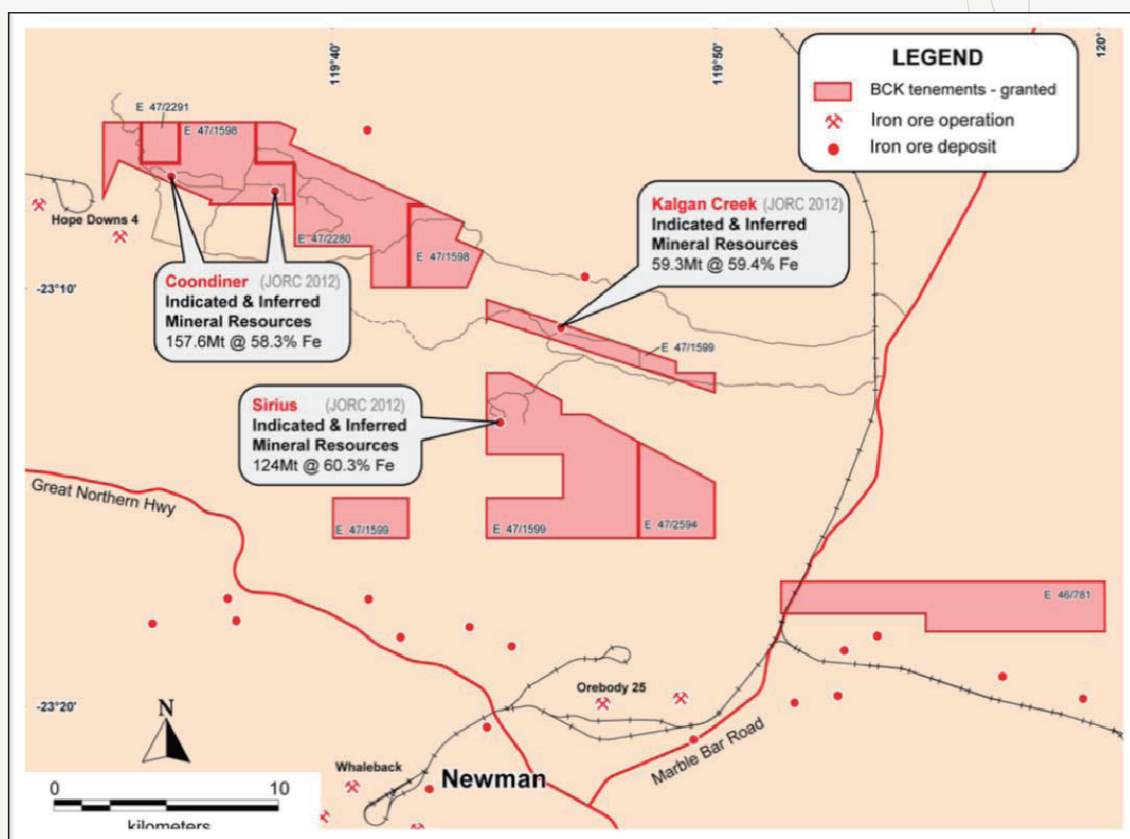 119°40'
119°50'
120°
LEGEND
BCK tenements - granted
Iron ore operation
Iron ore deposit
E 47/2291
E 47/1598
Hope Downs 4
E 47/2280
E 47/1598
Kalgan Creek (JORC 2012)
Indicated & Inferred
Mineral Resources
59.3Mt @ 59.4% Fe
Coondiner (JORC 2012)
Indicated & Inferred
Mineral Resources
157.6Mt @ 58.3% Fe
-23°10'
E 47/1599
Sirius (JORC 2012)
Indicated & Inferred
Mineral Resources
124Mt @ 60.3% Fe
Great Northern Hwy
E 47/1599
E 47/1599
E 47/2594
E 46/781
-23°20'
N
Orebody 25
Marble Bar Road
Whaleback
Newman
0 10
kilometers